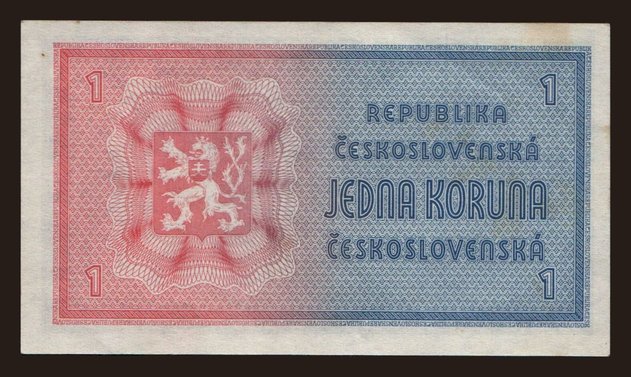 1
1
REPUBLIKA
ČESKOSLOVENSKÁ
JEDNA KORUNA
ČESKOSLOVENSKÁ
1
1